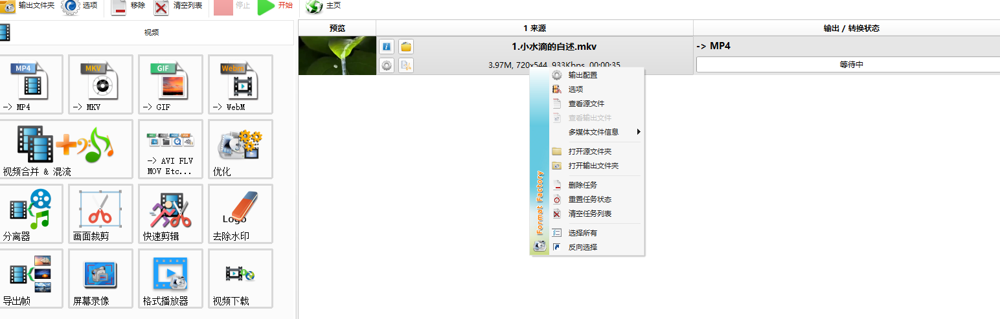 输出文件夹 选项 移除 清空列表 停止 开始 主页
视频
预览 1 来源 输出 / 转换状态
1.小水滴的自述.mkv
-> MP4
3.97M, 720x544, 933Kbps, 00:00:35
等待中
MP4 MKV GIF WebM
-> MP4 -> MKV -> GIF -> WebM
视频合并 & 混流
-> AVI FLV
MOV Etc...
优化
Logo
分离器 画面裁剪 快速剪辑 去除水印
导出帧 屏幕录像 格式播放器 视频下载
输出配置
选项
查看源文件
查看输出文件
多媒体文件信息
打开源文件夹
打开输出文件夹
删除任务
重置任务状态
清空任务列表
选择所有
反向选择
Format Factory